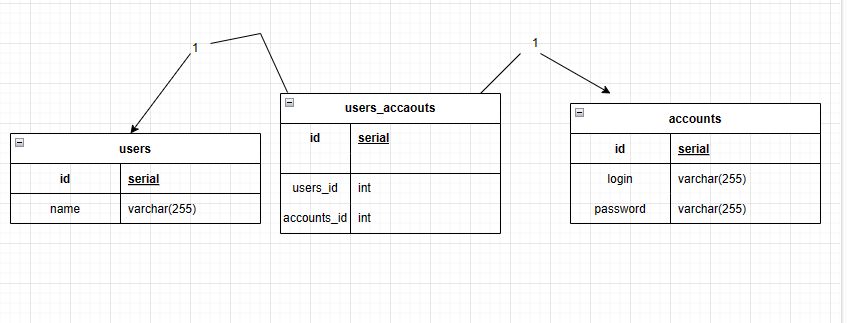 1
1
users_accaouts
id serial
users_id int
accounts_id int
users
id serial
name varchar(255)
accounts
id serial
login varchar(255)
password varchar(255)